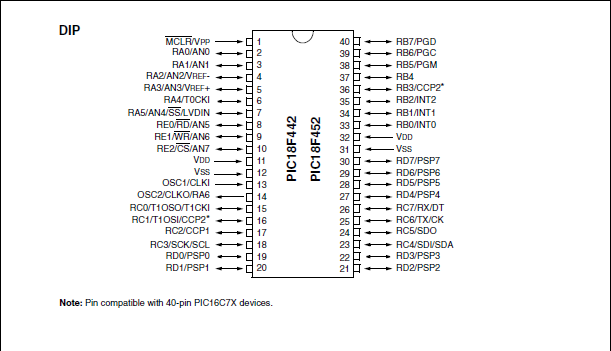 DIP
MCLR/VPP 1 40 RB7/PGD
RA0/AN0 2 39 RB6/PGC
RA1/AN1 3 38 RB5/PGM
RA2/AN2/VREF- 4 37 RB4
RA3/AN3/VREF+ 5 36 RB3/CCP2*
RA4/T0CKI 6 35 RB2/INT2
RA5/AN4/SS/LVDIN 7 34 RB1/INT1
RE0/RD/AN5 8 33 RB0/INT0
RE1/WR/AN6 9 32 VDD
RE2/CS/AN7 10 31 VSS
VDD 11 30 RD7/PSP7
VSS 12 29 RD6/PSP6
OSC1/CLKI 13 28 RD5/PSP5
OSC2/CLKO/RA6 14 27 RD4/PSP4
RC0/T1OSO/T1CKI 15 26 RC7/RX/DT
RC1/T1OSI/CCP2* 16 25 RC6/TX/CK
RC2/CCP1 17 24 RC5/SDO
RC3/SCK/SCL 18 23 RC4/SDI/SDA
RD0/PSP0 19 22 RD3/PSP3
RD1/PSP1 20 21 RD2/PSP2
PIC18F442
PIC18F452
Note: Pin compatible with 40-pin PIC16C7X devices.